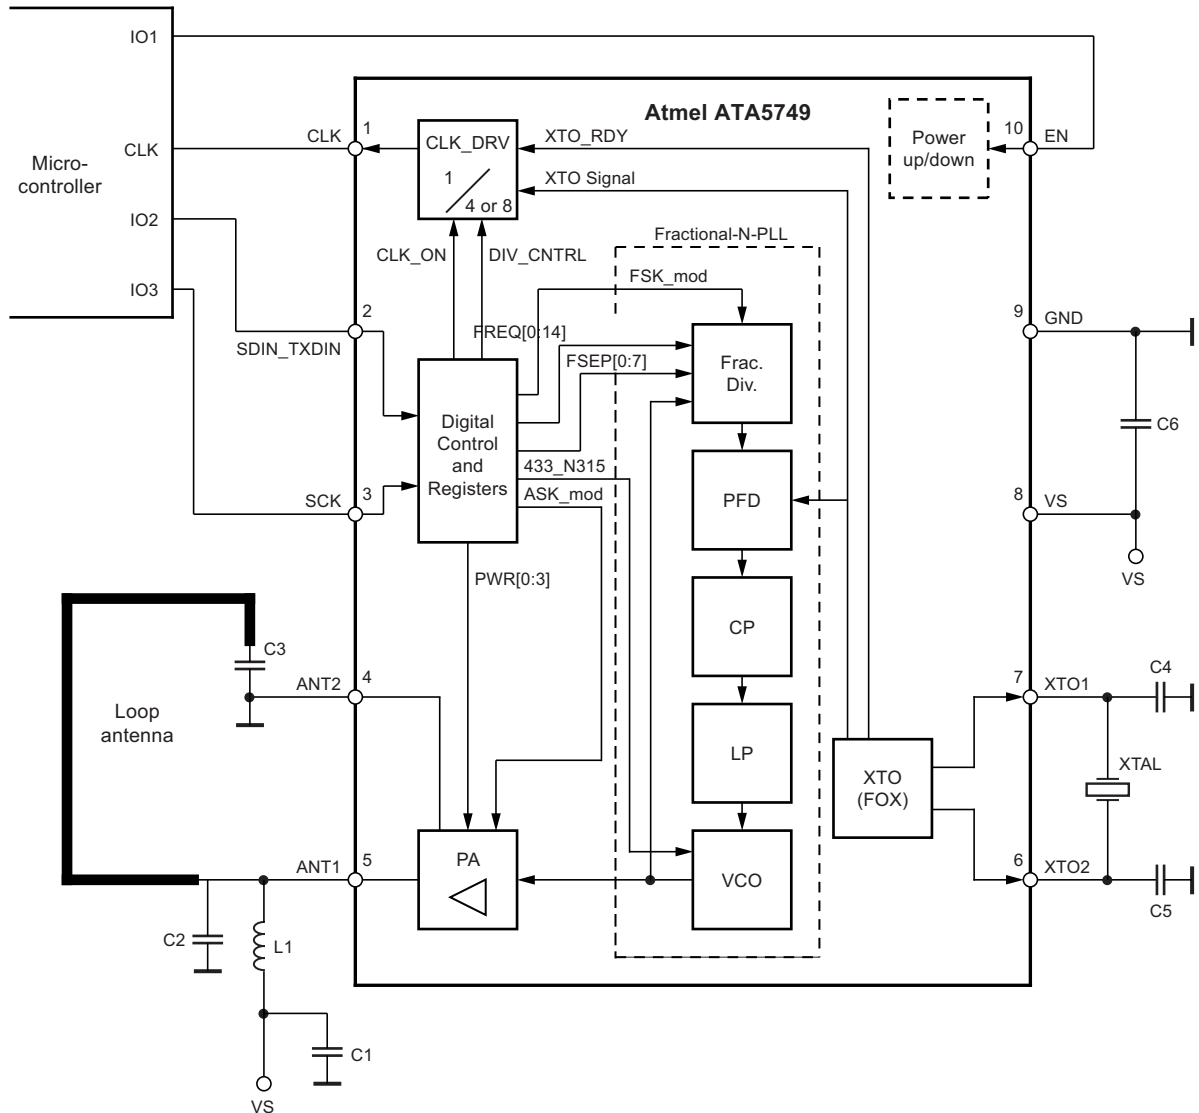 IO1
Atmel ATA5749
CLK
Micro-
controller
CLK
1
CLK_DRV
1
4 or 8
XTO_RDY
XTO Signal
Power
up/down
10
EN
IO2
CLK_ON
DIV_CNTRL
Fractional-N-PLL
FSK_mod
IO3
2
SDIN_TXDIN
FREQ[0:14]
FSEP[0:7]
Frac.
Div.
9
GND
C6
Digital
Control
and
Registers
433_N315
ASK_mod
PFD
SCK
3
8
VS
VS
PWR[0:3]
CP
C3
ANT2
4
Loop
antenna
LP
XTO
(FOX)
7
XTO1
C4
XTAL
ANT1
5
PA
VCO
6
XTO2
C5
C2
L1
C1
VS